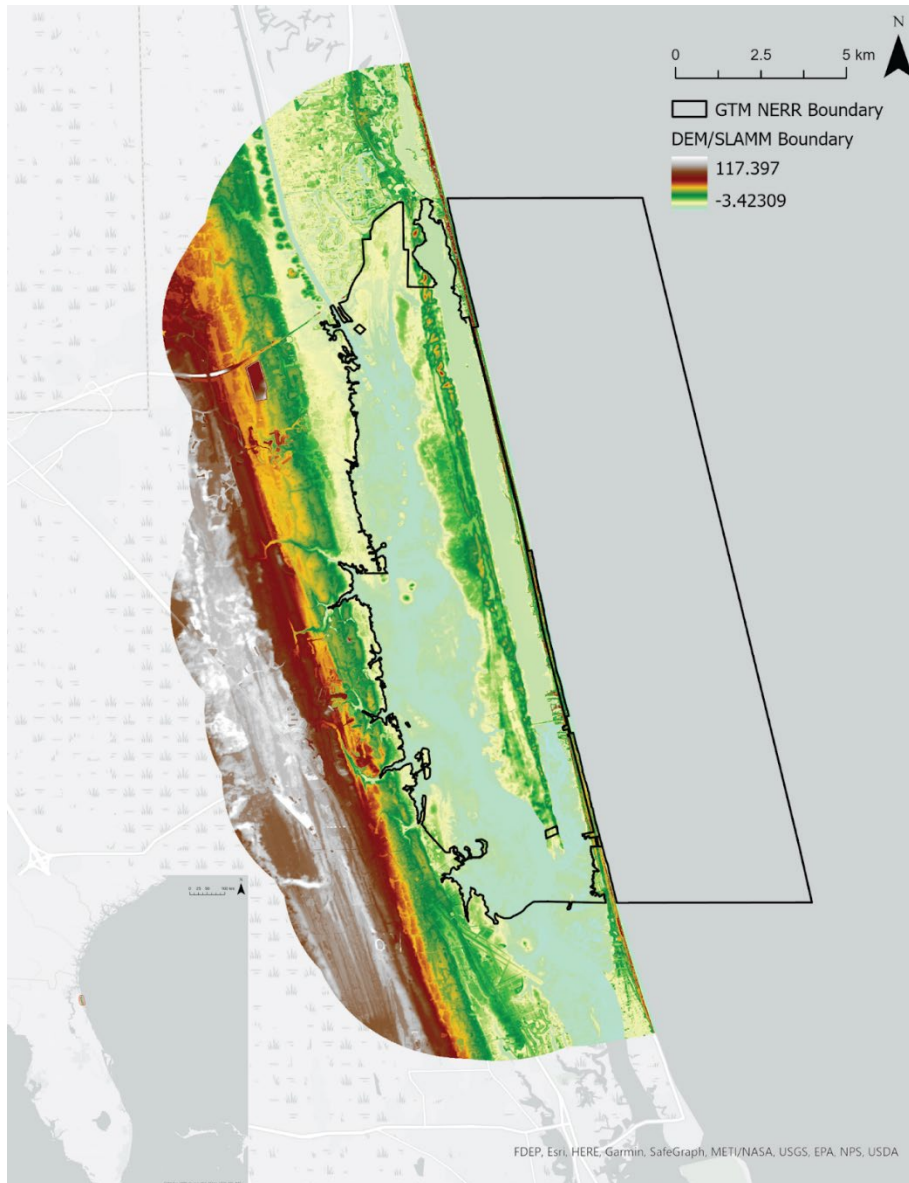 N
0 2.5 5 km
GTM NERR Boundary
DEM/SLAMM Boundary
117.397
-3.42309
N
FDEP, Esri, HERE, Garmin, SafeGraph, METI/NASA, USGS, EPA, NPS, USDA